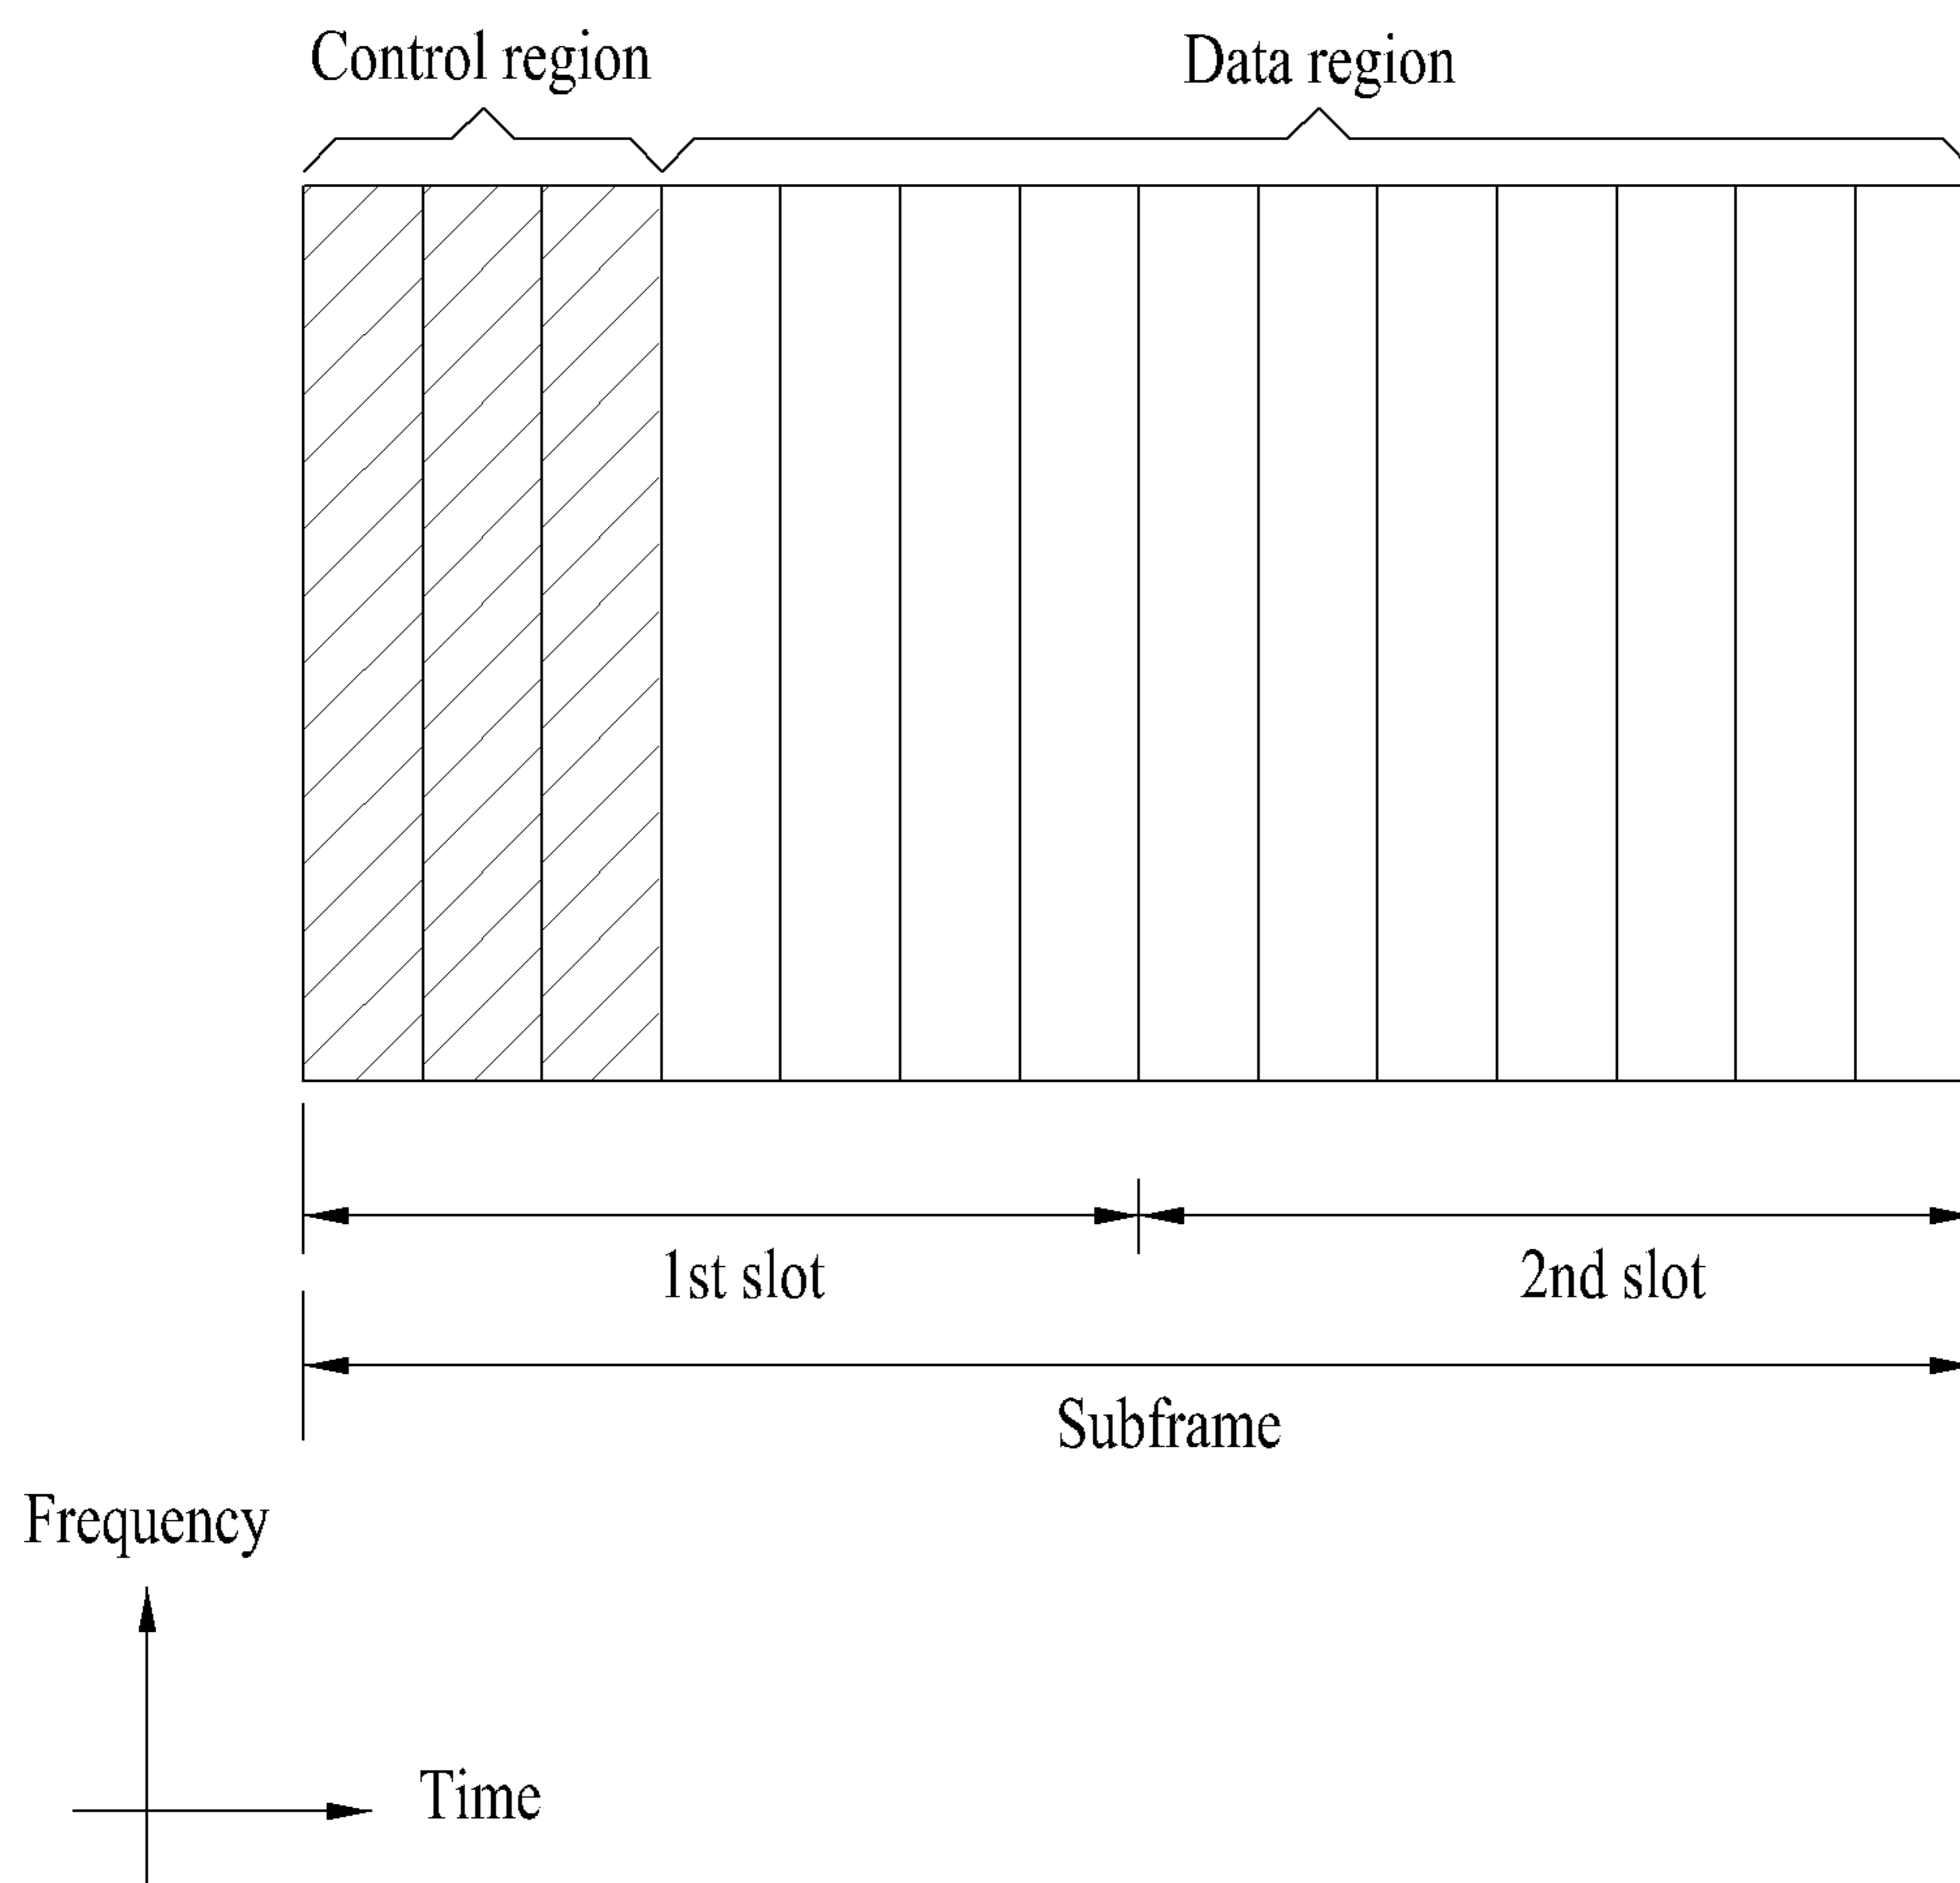 Control region
Data region
1st slot
2nd slot
Subframe
Frequency
Time